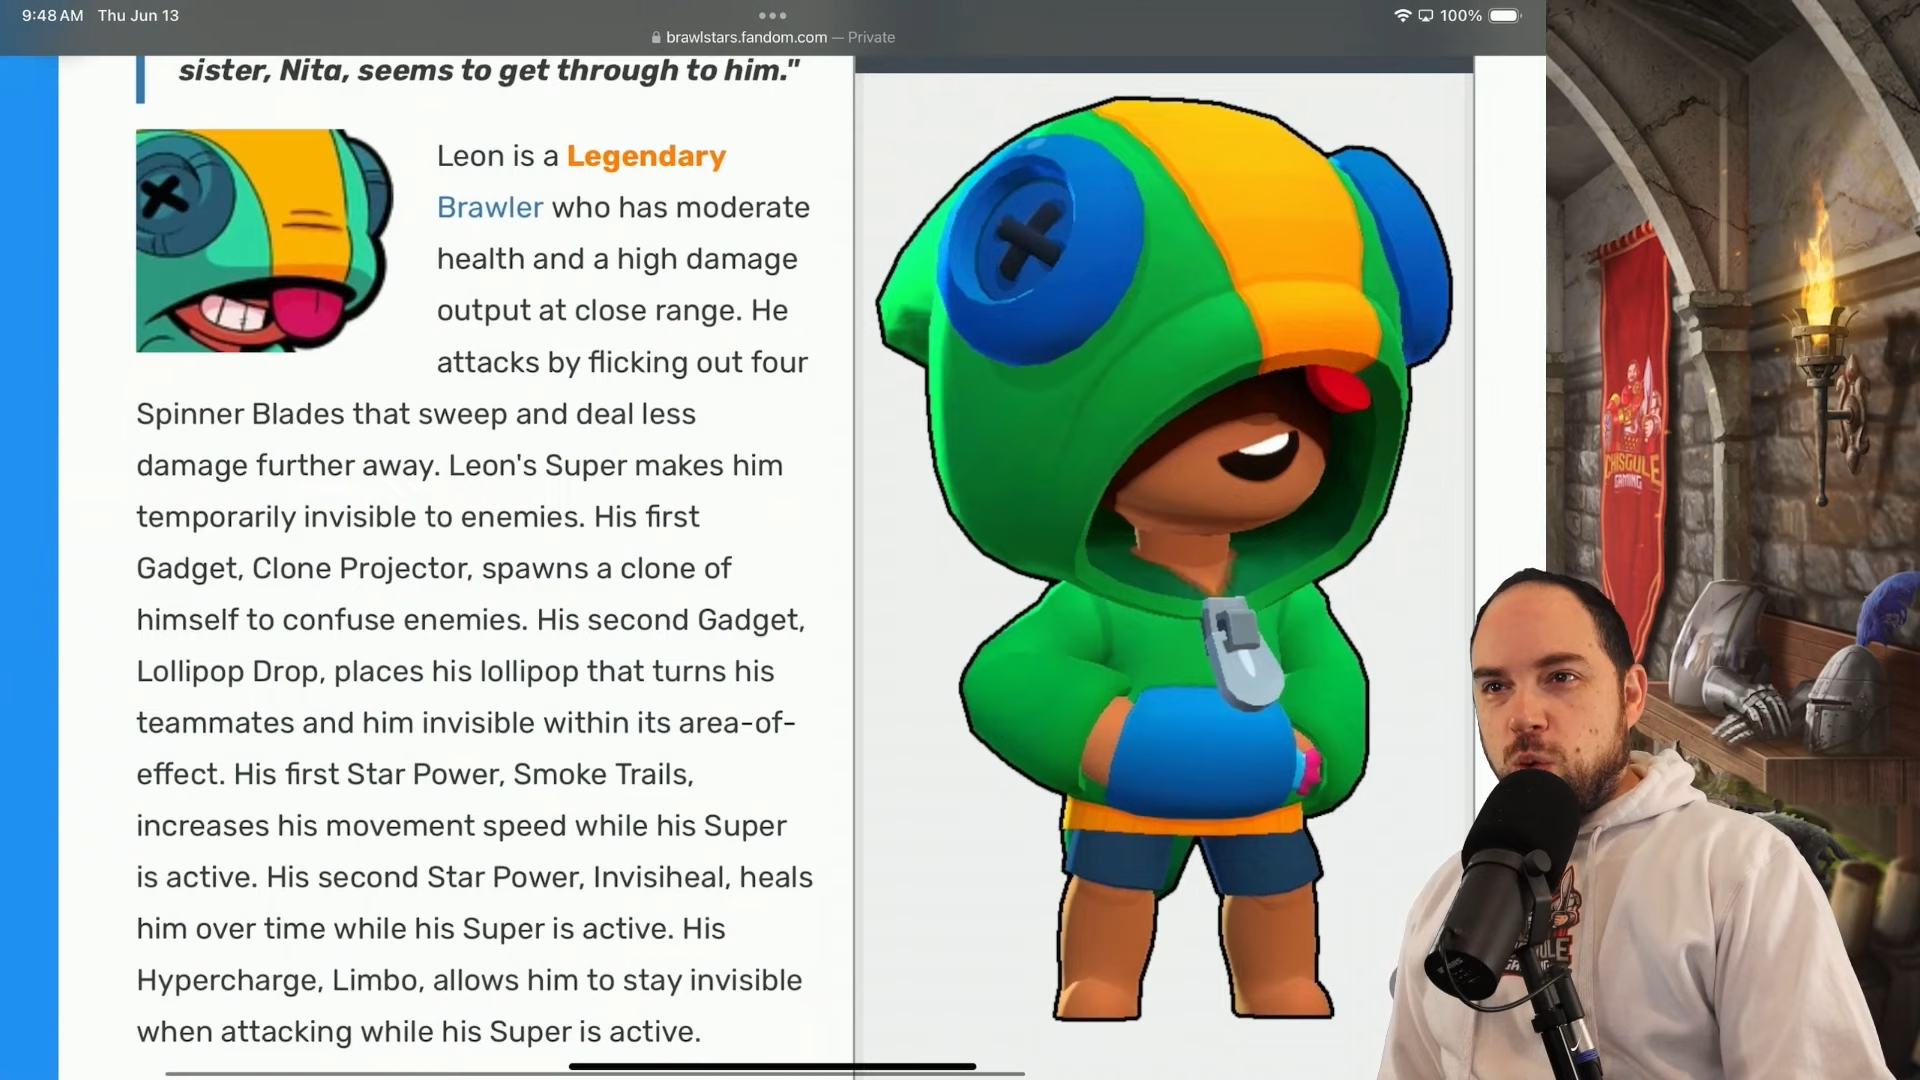 9:48 AM Thu Jun 13
100%
brawlstars.fandom.com — Private
sister, Nita, seems to get through to him."
Leon is a Legendary
Brawler who has moderate
health and a high damage
output at close range. He
attacks by flicking out four
Spinner Blades that sweep and deal less
damage further away. Leon's Super makes him
temporarily invisible to enemies. His first
Gadget, Clone Projector, spawns a clone of
himself to confuse enemies. His second Gadget,
Lollipop Drop, places his lollipop that turns his
teammates and him invisible within its area-of-
effect. His first Star Power, Smoke Trails,
increases his movement speed while his Super
is active. His second Star Power, Invisiheal, heals
him over time while his Super is active. His
Hypercharge, Limbo, allows him to stay invisible
when attacking while his Super is active.
CHISGULE
GAMING